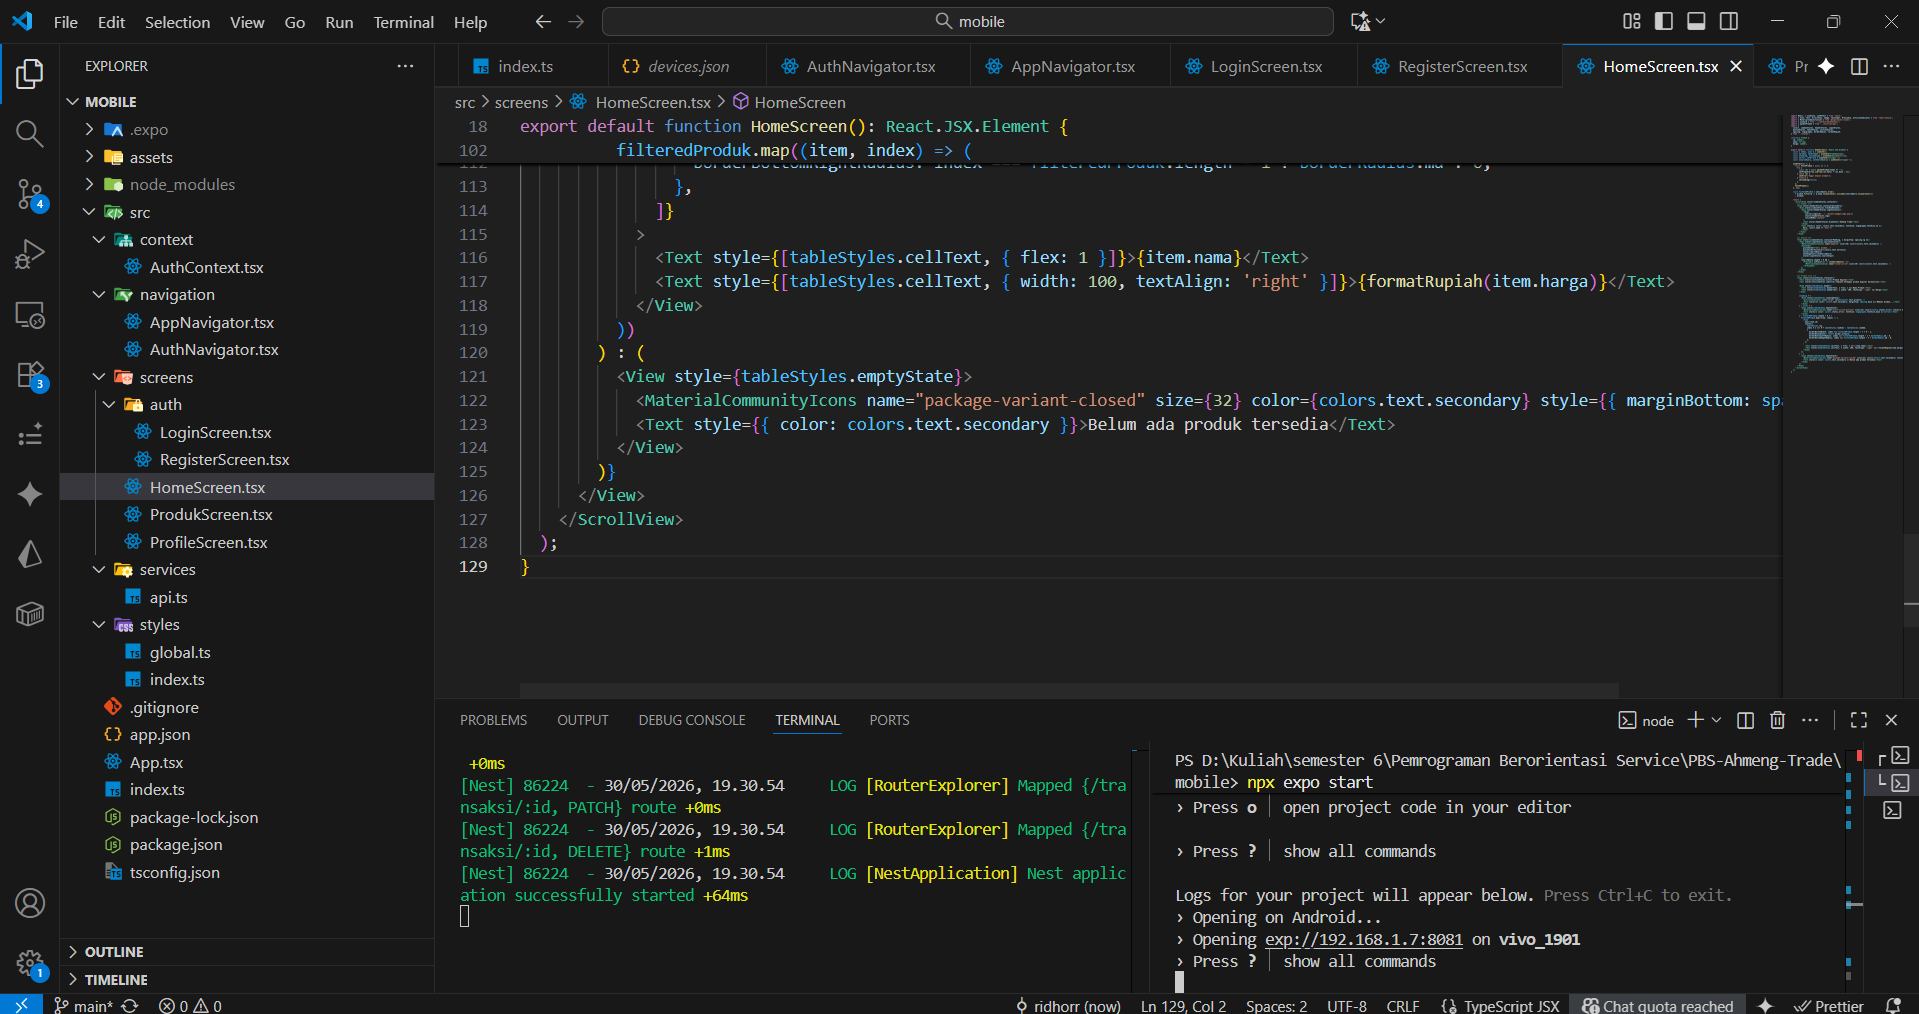 File Edit Selection View Go Run Terminal Help
mobile
EXPLORER
MOBILE
.expo
assets
node_modules
src
context
AuthContext.tsx
navigation
AppNavigator.tsx
AuthNavigator.tsx
screens
auth
LoginScreen.tsx
RegisterScreen.tsx
HomeScreen.tsx
ProdukScreen.tsx
ProfileScreen.tsx
services
api.ts
styles
global.ts
index.ts
.gitignore
app.json
App.tsx
index.ts
package-lock.json
package.json
tsconfig.json
OUTLINE
TIMELINE
4
3
1
index.ts devices.json AuthNavigator.tsx AppNavigator.tsx LoginScreen.tsx RegisterScreen.tsx HomeScreen.tsx Pr
src > screens > HomeScreen.tsx > HomeScreen
18 export default function HomeScreen(): React.JSX.Element {
102 filteredProduk.map((item, index) => (
113 },
114 ]}
115 >
116 <Text style={[tableStyles.cellText, { flex: 1 }]}>{item.nama}</Text>
117 <Text style={[tableStyles.cellText, { width: 100, textAlign: 'right' }]}>{formatRupiah(item.harga)}</Text>
118 </View>
119 ))
120 ) : (
121 <View style={tableStyles.emptyState}>
122 <MaterialCommunityIcons name="package-variant-closed" size={32} color={colors.text.secondary} style={{ marginBottom: spa
123 <Text style={{ color: colors.text.secondary }}>Belum ada produk tersedia</Text>
124 </View>
125 )}
126 </View>
127 </ScrollView>
128 );
129 }
PROBLEMS OUTPUT DEBUG CONSOLE TERMINAL PORTS
node
+0ms
[Nest] 86224 - 30/05/2026, 19.30.54 LOG [RouterExplorer] Mapped {/tra
nsaksi/:id, PATCH} route +0ms
[Nest] 86224 - 30/05/2026, 19.30.54 LOG [RouterExplorer] Mapped {/tra
nsaksi/:id, DELETE} route +1ms
[Nest] 86224 - 30/05/2026, 19.30.54 LOG [NestApplication] Nest applic
ation successfully started +64ms
PS D:\Kuliah\semester 6\Pemrograman Berorientasi Service\PBS-Ahmeng-Trade\
mobile> npx expo start
› Press o │ open project code in your editor
› Press ? │ show all commands
Logs for your project will appear below. Press Ctrl+C to exit.
› Opening on Android...
› Opening exp://192.168.1.7:8081 on vivo_1901
› Press ? │ show all commands
main* 0 0 ridhorr (now) Ln 129, Col 2 Spaces: 2 UTF-8 CRLF TypeScript JSX Chat quota reached Prettier